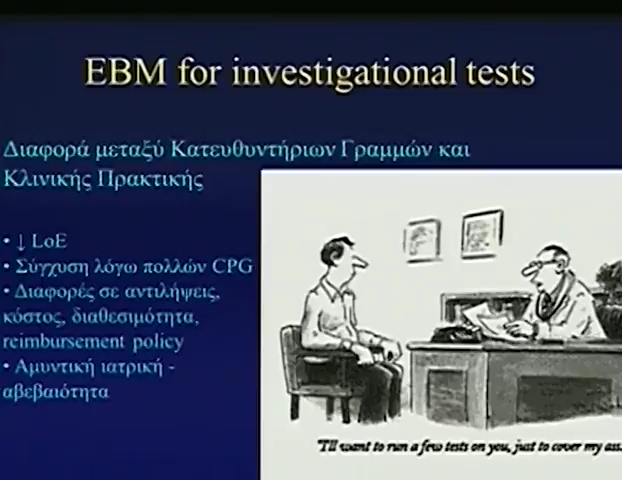 EBM for investigational tests
Διαφορά μεταξύ Κατευθυντήριων Γραμμών και
Κλινικής Πρακτικής
• ↓ LoE
• Σύγχυση λόγω πολλών CPG
• Διαφορές σε αντιλήψεις,
κόστος, διαθεσιμότητα,
reimbursement policy
• Αμυντική ιατρική -
αβεβαιότητα
"I'll want to run a few tests on you, just to cover my ass.